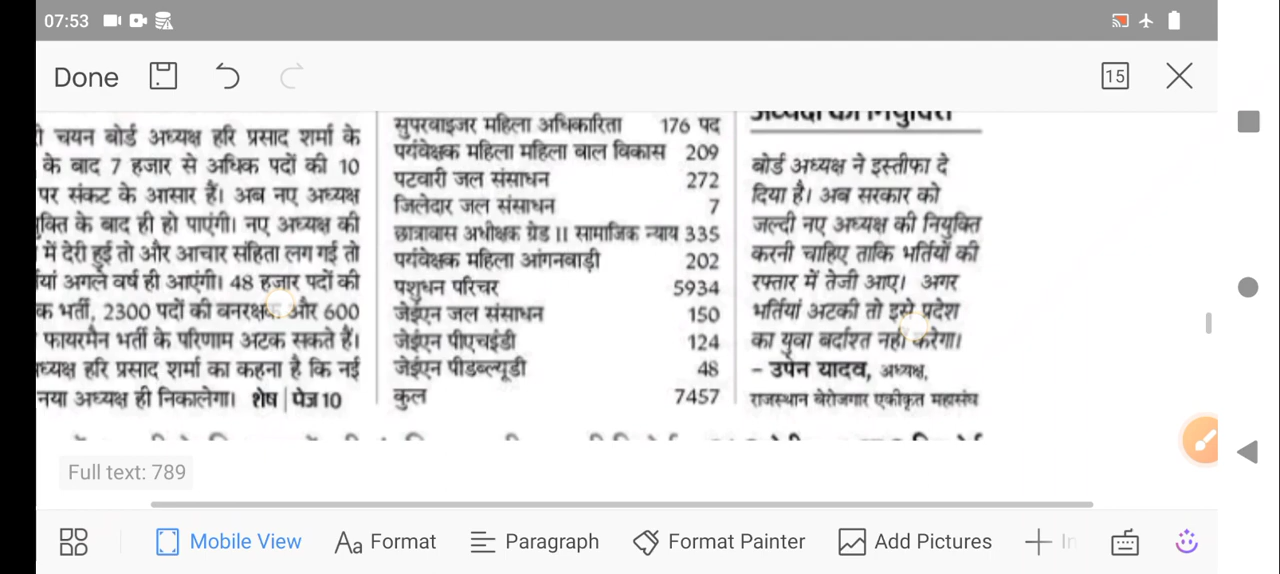 07:53
Done
15
चयन बोर्ड अध्यक्ष हरि प्रसाद शर्मा के
के बाद 7 हजार से अधिक पदों की 10
पर संकट के आसार हैं। अब नए अध्यक्ष
के बाद ही हो पाएंगी। नए अध्यक्ष की
में देरी हुई तो और आचार संहिता लग गई तो
अगले वर्ष ही आएंगी। 48 हजार पदों की
भर्ती, 2300 पदों की वनरक्षक और 600
फायरमैन भर्ती के परिणाम अटक सकते हैं।
हरि प्रसाद शर्मा का कहना है कि नई
नया अध्यक्ष ही निकालेगा। शेष | पेज 10
सुपरवाइजर महिला अधिकारिता 176 पद
पर्यवेक्षक महिला महिला बाल विकास 209
पटवारी जल संसाधन 272
जिलेदार जल संसाधन 7
छात्रावास अधीक्षक ग्रेड II सामाजिक न्याय 335
पर्यवेक्षक महिला आंगनवाड़ी 202
पशुधन परिचर 5934
जेईएन जल संसाधन 150
जेईएन पीएचईडी 124
जेईएन पीडब्ल्यूडी 48
कुल 7457
बोर्ड अध्यक्ष ने इस्तीफा दे
दिया है। अब सरकार को
जल्दी नए अध्यक्ष की नियुक्ति
करनी चाहिए ताकि भर्तियों की
रफ्तार में तेजी आए। अगर
भर्तियां अटकी तो इसे प्रदेश
का युवा बर्दाश्त नहीं करेगा।
- उपेन यादव, अध्यक्ष,
राजस्थान बेरोजगार एकीकृत महासंघ
Full text: 789
Mobile View
Aa Format
Paragraph
Format Painter
Add Pictures
In